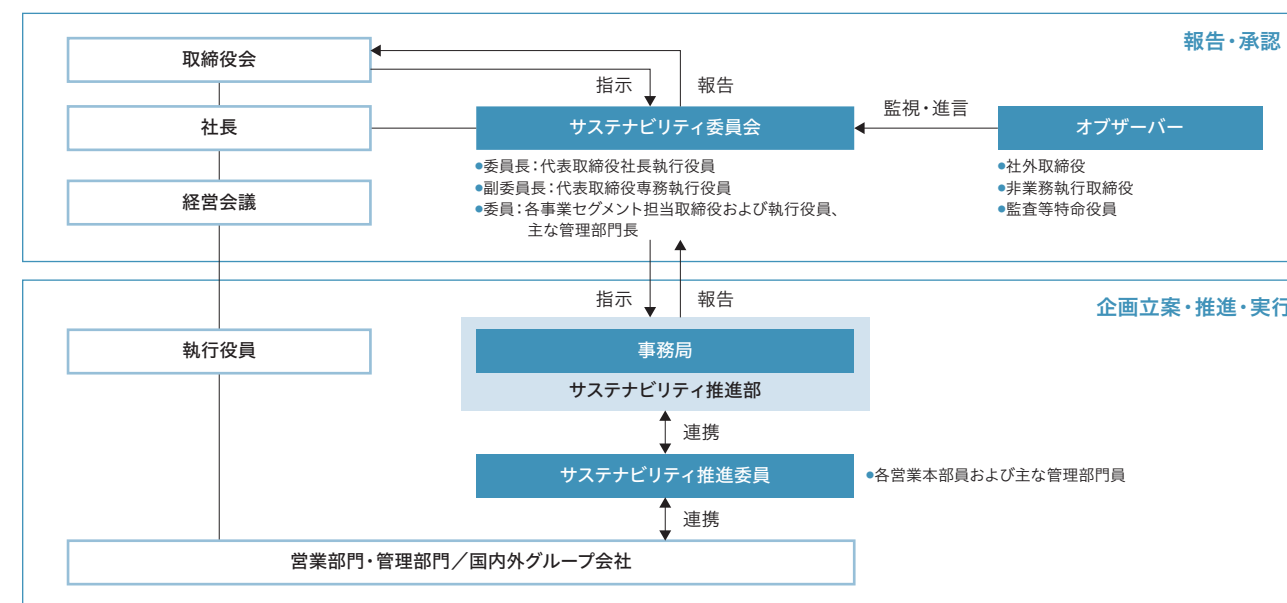 報告・承認
取締役会
指示
報告
社長
サステナビリティ委員会
監視・進言
オブザーバー
●委員長:代表取締役社長執行役員
●副委員長:代表取締役専務執行役員
●委員:各事業セグメント担当取締役および執行役員、
主な管理部門長
●社外取締役
●非業務執行取締役
●監査等特命役員
経営会議
企画立案・推進・実行
指示
報告
執行役員
事務局
サステナビリティ推進部
連携
サステナビリティ推進委員
●各営業本部員および主な管理部門員
連携
営業部門・管理部門/国内外グループ会社